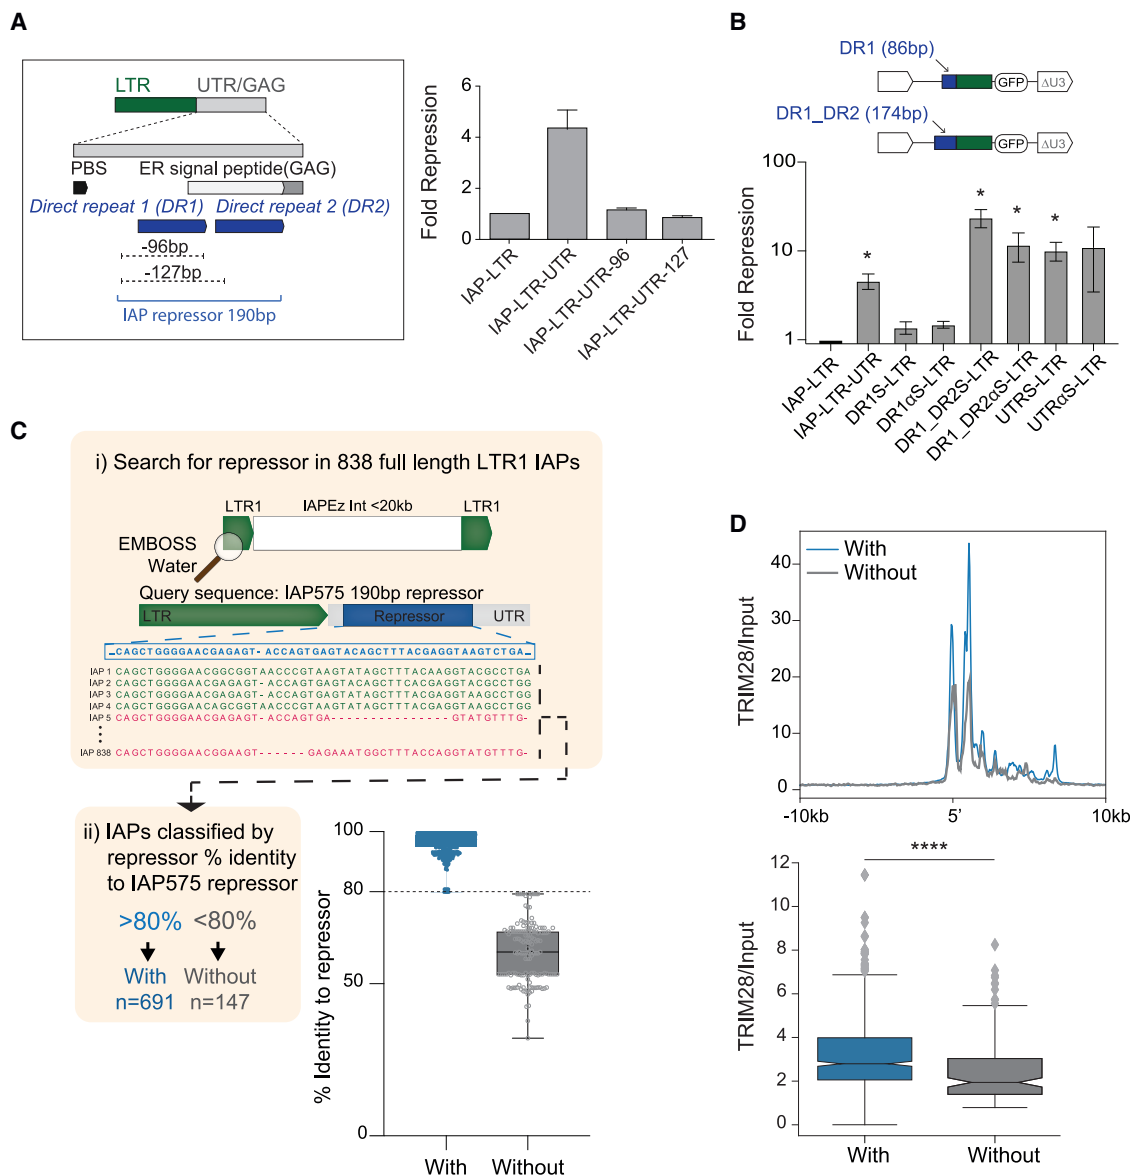 A
LTR
UTR/GAG
PBS
ER signal peptide(GAG)
Direct repeat 1 (DR1)
Direct repeat 2 (DR2)
-96bp
-127bp
IAP repressor 190bp
Fold Repression
6
4
2
0
IAP-LTR
IAP-LTR-UTR
IAP-LTR-UTR-96
IAP-LTR-UTR-127
B
DR1 (86bp)
GFP
ΔU3
DR1_DR2 (174bp)
GFP
ΔU3
Fold Repression
100
10
1
*
*
*
*
IAP-LTR
IAP-LTR-UTR
DR1S-LTR
DR1αS-LTR
DR1_DR2S-LTR
DR1_DR2αS-LTR
UTRS-LTR
UTRαS-LTR
C
i) Search for repressor in 838 full length LTR1 IAPs
LTR1
IAPEz Int <20kb
LTR1
EMBOSS
Water
Query sequence: IAP575 190bp repressor
LTR
Repressor
UTR
CAGCTGGGGAACGAGAGT-ACCAGTGAGTACAGCTTTACGAGGTAAGTCTGA
IAP 1 CAGCTGGGGAACGGCGGTAACCCGTAAGTATAGCTTTACAAGGTACGCCTGA
IAP 2 CAGCTGGGGAACGAGAGT-ACCAGTGAGTACAGCTTTACGAGGTACGCCTGG
IAP 3 CAGCTGGGGAACGAGAGT-ACCAGTGAGTATAGCTTTACGAGGTAAGCCTGG
IAP 4 CAGCTGGGGAACAGCGGTAACCCGTAAGTATAGCTTTACGAGGTAAGCCTGG
IAP 5 CAGCTGGGGAACGAGAGT-ACCAGTGA--------------GTATGTTTG-
IAP 838 CAGCTGGGGAACGGAAGT------GAGAAATGGCTTTACCAGGTATGTTTG-
ii) IAPs classified by
repressor % identity
to IAP575 repressor
>80%
<80%
With
Without
n=691
n=147
% Identity to repressor
100
80
50
0
With
Without
D
With
Without
TRIM28/Input
40
30
20
10
0
-10kb
5'
10kb
****
TRIM28/Input
12
10
8
6
4
2
0
With
Without